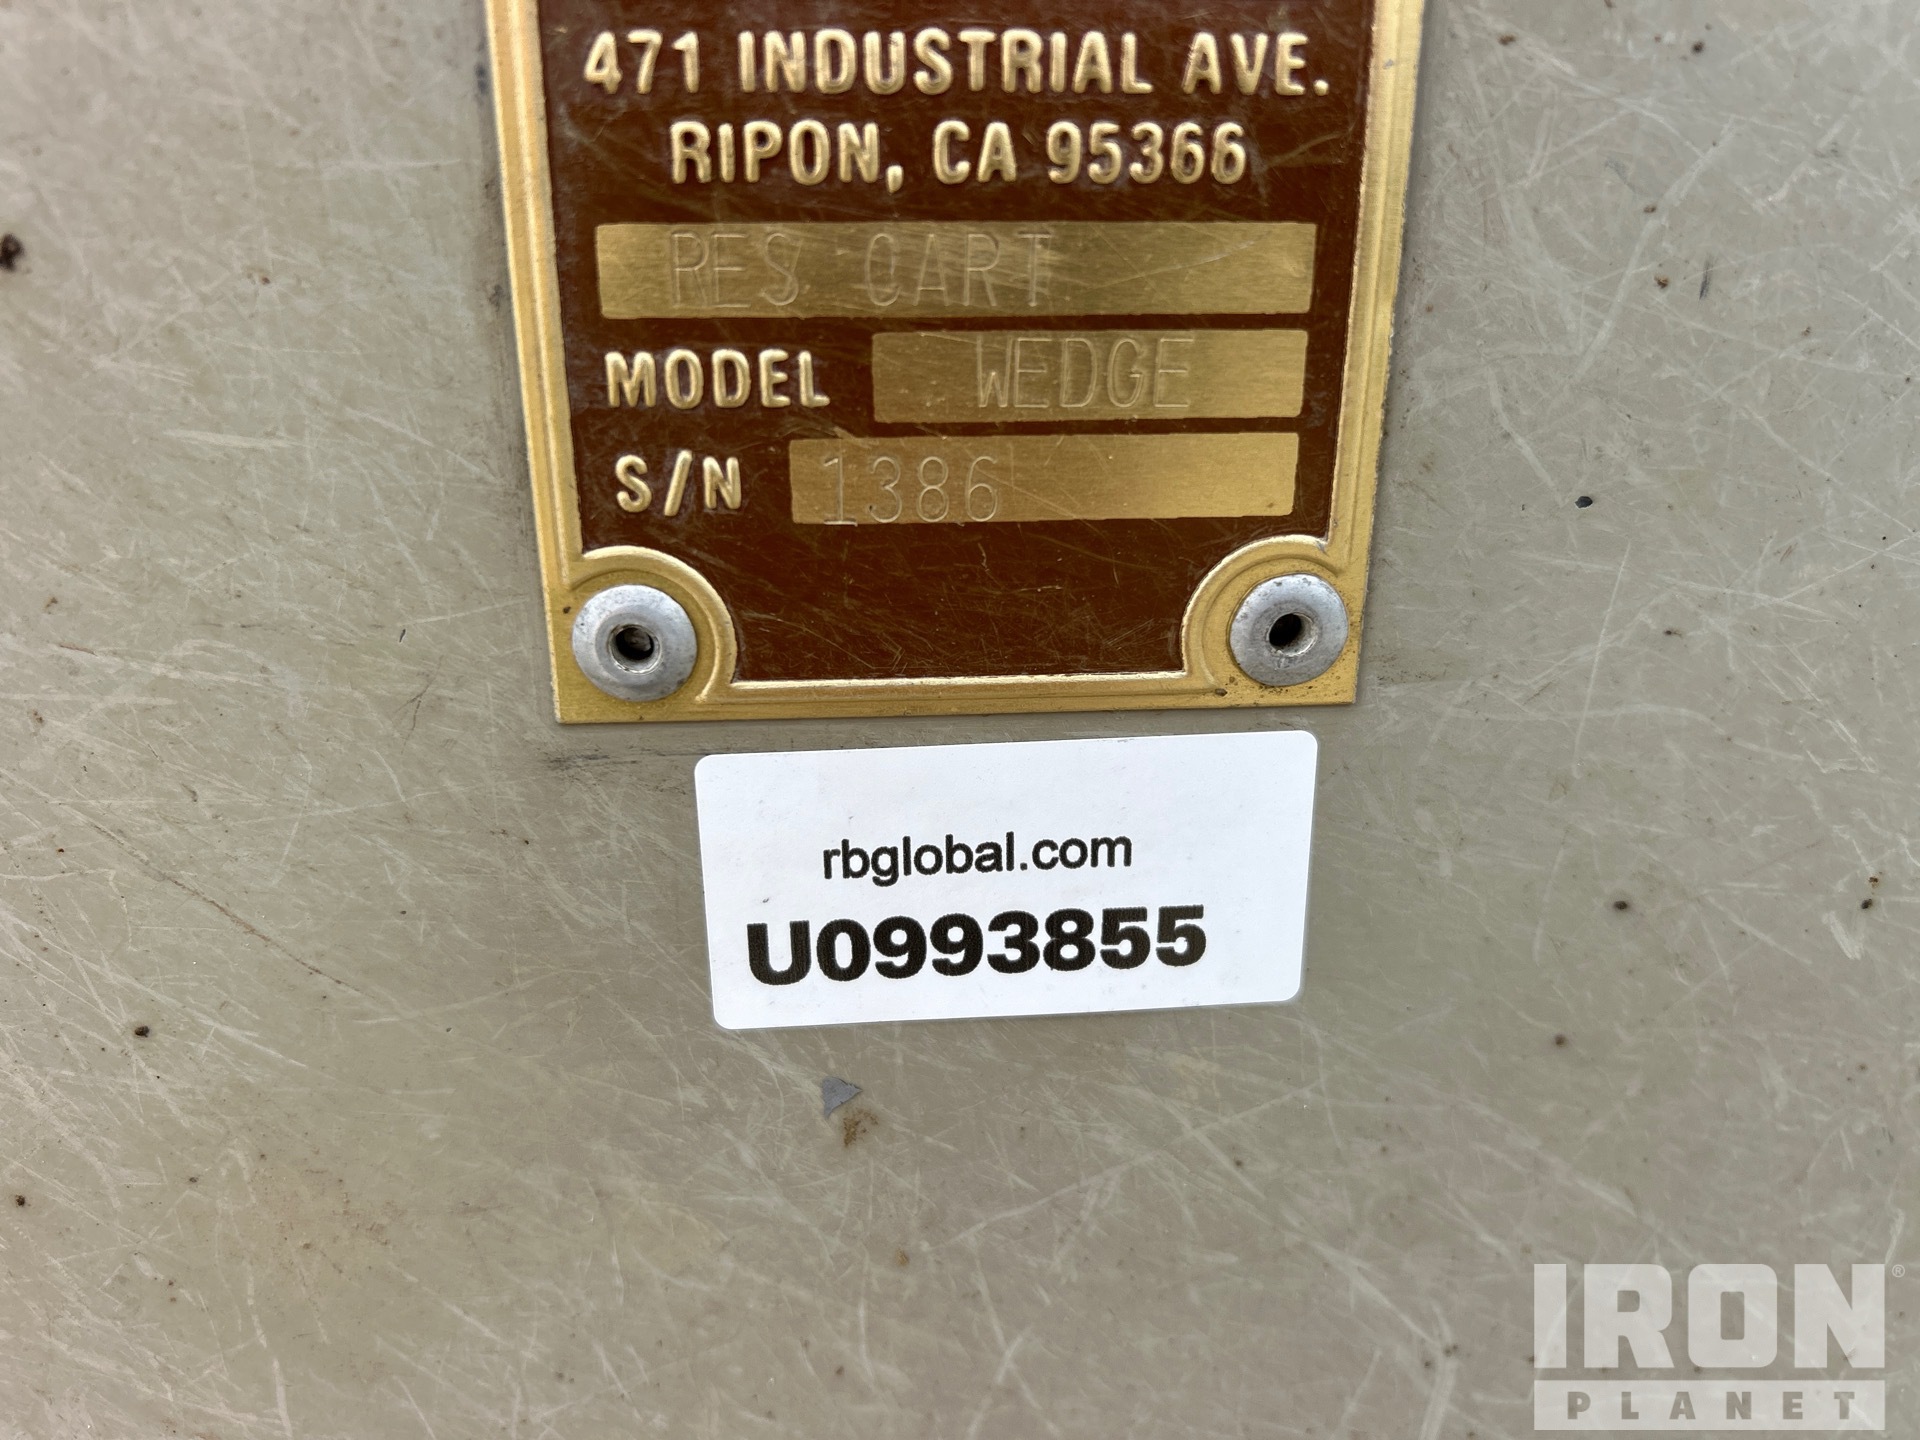 471 INDUSTRIAL AVE.
RIPON, CA 95366
RES CART
MODEL WEDGE
S/N 1386
rbglobal.com
U0993855
IRON®
PLANET